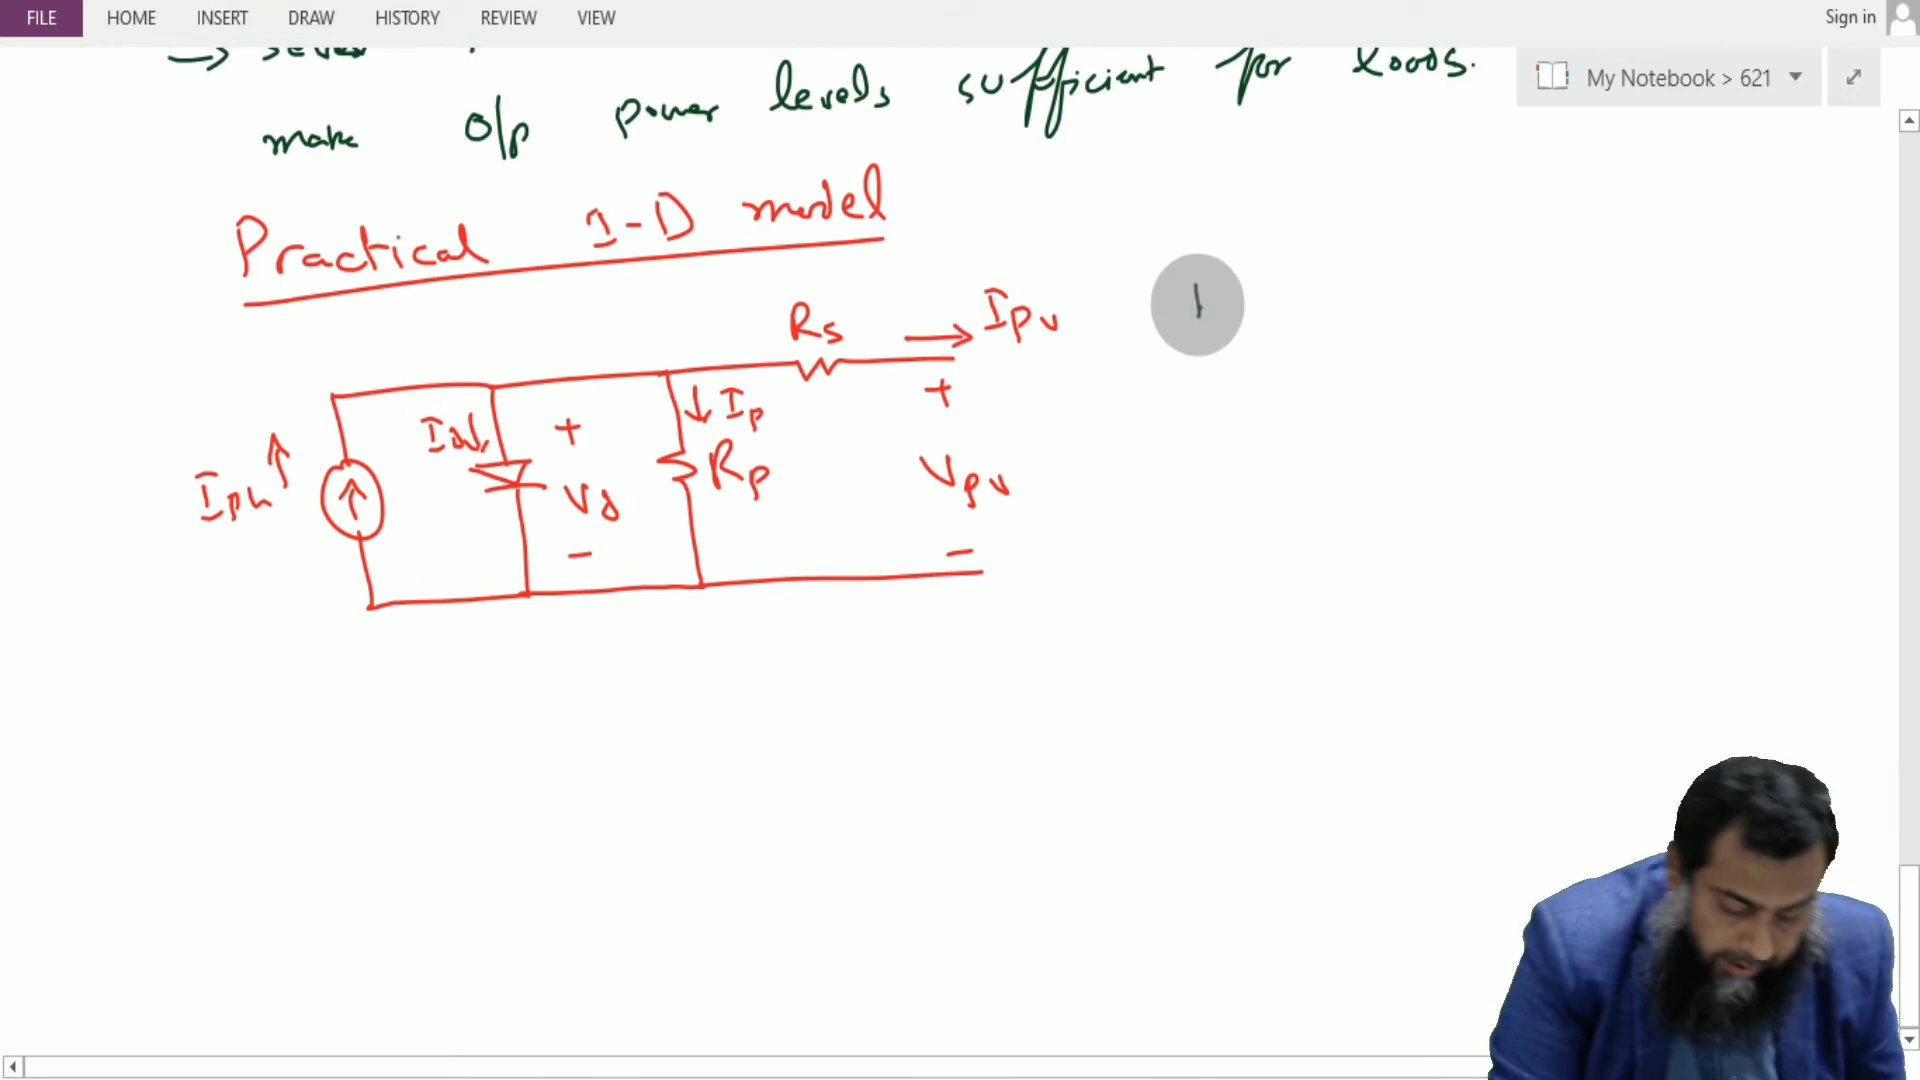 FILE HOME INSERT DRAW HISTORY REVIEW VIEW Sign in
My Notebook > 621
make O/p power levels sufficient for loads.
Practical 1-D model
Rs Ipv
Iph Id Vd Ip Rp Vpv
+ - + -